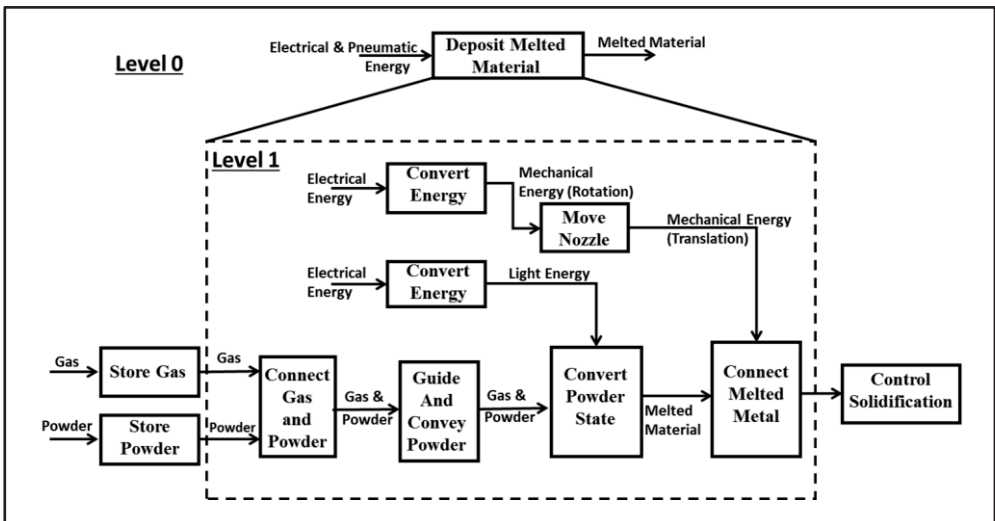 Level 0
Electrical & Pneumatic
Energy
Deposit Melted
Material
Melted Material
Level 1
Electrical
Energy
Convert
Energy
Mechanical
Energy (Rotation)
Move
Nozzle
Mechanical Energy
(Translation)
Electrical
Energy
Convert
Energy
Light Energy
Gas
Store Gas
Gas
Powder
Store
Powder
Powder
Connect
Gas
and
Powder
Gas &
Powder
Guide
And
Convey
Powder
Gas &
Powder
Convert
Powder
State
Melted
Material
Connect
Melted
Metal
Control
Solidification